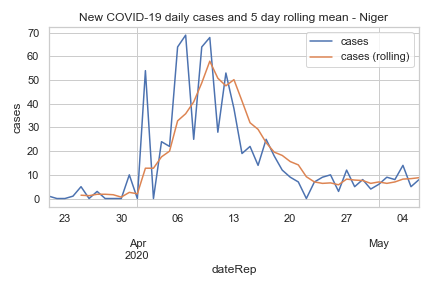 New COVID-19 daily cases and 5 day rolling mean - Niger
cases
cases (rolling)
70
60
50
40
30
20
10
0
cases
23
30
06
13
20
27
04
Apr
2020
May
dateRep